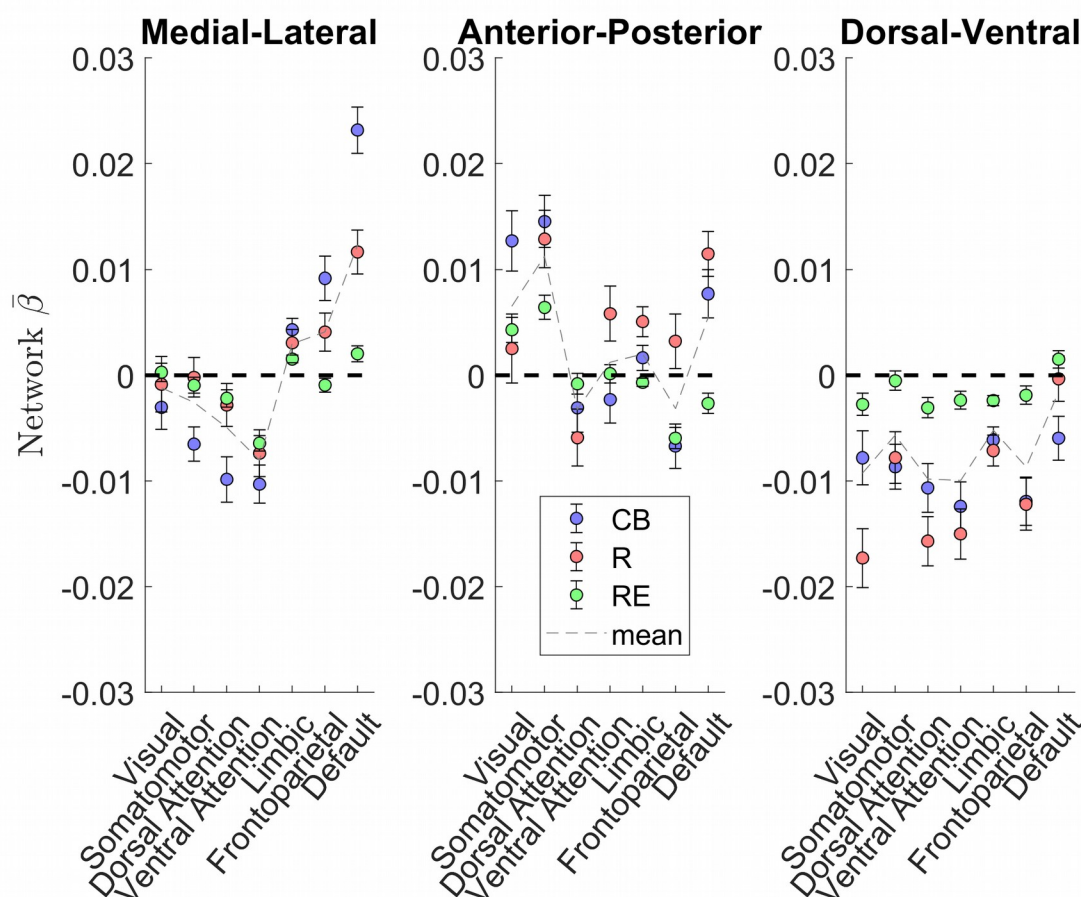 Medial-Lateral
Anterior-Posterior
Dorsal-Ventral
Network β̄
0.03
0.02
0.01
0
-0.01
-0.02
-0.03
Visual
Somatomotor
Dorsal Attention
Ventral Attention
Limbic
Frontoparietal
Default
0.03
0.02
0.01
0
-0.01
-0.02
-0.03
CB
R
RE
mean
Visual
Somatomotor
Dorsal Attention
Ventral Attention
Limbic
Frontoparietal
Default
0.03
0.02
0.01
0
-0.01
-0.02
-0.03
Visual
Somatomotor
Dorsal Attention
Ventral Attention
Limbic
Frontoparietal
Default